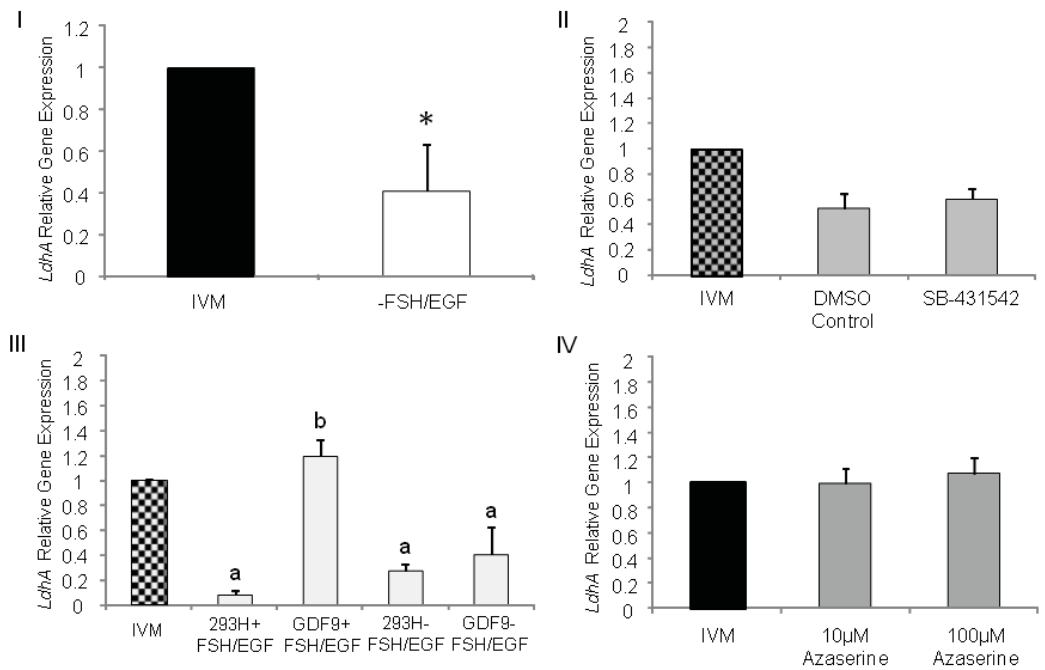 I
LdhA Relative Gene Expression
1.2
1
0.8
0.6
0.4
0.2
0
*
IVM
-FSH/EGF
II
LdhA Relative Gene Expression
2
1.8
1.6
1.4
1.2
1
0.8
0.6
0.4
0.2
0
IVM
DMSO
Control
SB-431542
III
LdhA Relative Gene Expression
2
1.8
1.6
1.4
1.2
1
0.8
0.6
0.4
0.2
0
a
b
a
a
IVM
293H+
FSH/EGF
GDF9+
FSH/EGF
293H-
FSH/EGF
GDF9-
FSH/EGF
IV
LdhA Relative Gene Expression
2
1.8
1.6
1.4
1.2
1
0.8
0.6
0.4
0.2
0
IVM
10µM
Azaserine
100µM
Azaserine